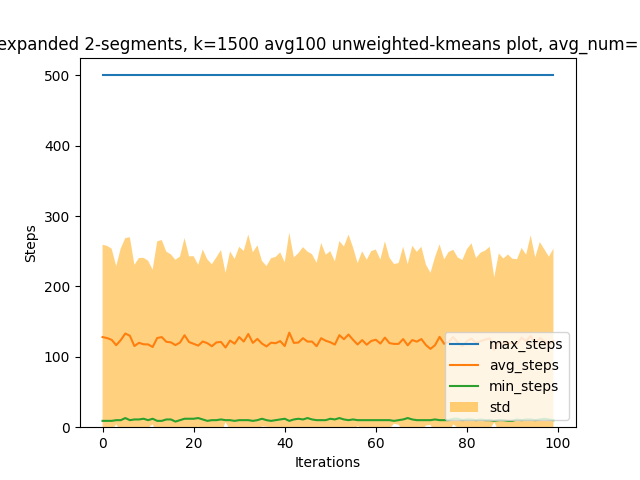 expanded 2-segments, k=1500 avg100 unweighted-kmeans plot, avg_num=
500
400
300
200
100
0
Steps
0 20 40 60 80 100
Iterations
max_steps
avg_steps
min_steps
std